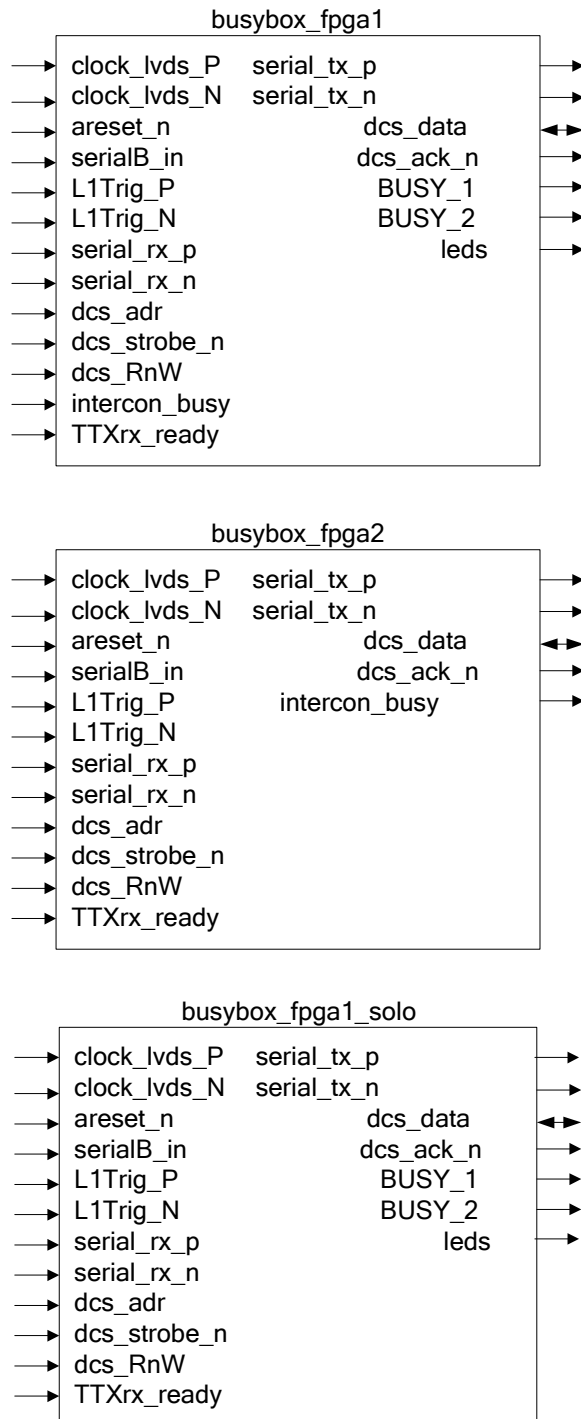 busybox_fpga1
clock_lvds_P serial_tx_p
clock_lvds_N serial_tx_n
areset_n dcs_data
serialB_in dcs_ack_n
L1Trig_P BUSY_1
L1Trig_N BUSY_2
serial_rx_p leds
serial_rx_n
dcs_adr
dcs_strobe_n
dcs_RnW
intercon_busy
TTXrx_ready
busybox_fpga2
clock_lvds_P serial_tx_p
clock_lvds_N serial_tx_n
areset_n dcs_data
serialB_in dcs_ack_n
L1Trig_P intercon_busy
L1Trig_N
serial_rx_p
serial_rx_n
dcs_adr
dcs_strobe_n
dcs_RnW
TTXrx_ready
busybox_fpga1_solo
clock_lvds_P serial_tx_p
clock_lvds_N serial_tx_n
areset_n dcs_data
serialB_in dcs_ack_n
L1Trig_P BUSY_1
L1Trig_N BUSY_2
serial_rx_p leds
serial_rx_n
dcs_adr
dcs_strobe_n
dcs_RnW
TTXrx_ready